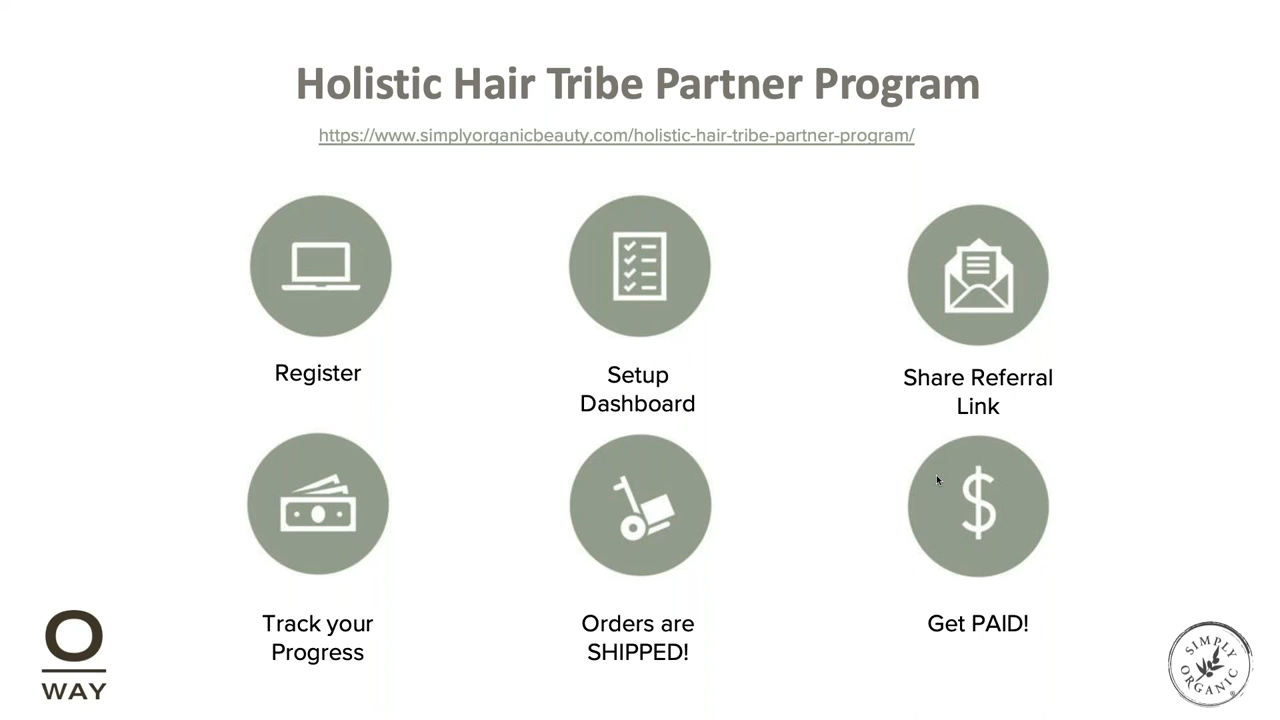 Holistic Hair Tribe Partner Program
https://www.simplyorganicbeauty.com/holistic-hair-tribe-partner-program/
Register
Setup
Dashboard
Share Referral
Link
Track your
Progress
Orders are
SHIPPED!
Get PAID!
O
WAY
SIMPLY
ORGANIC
®